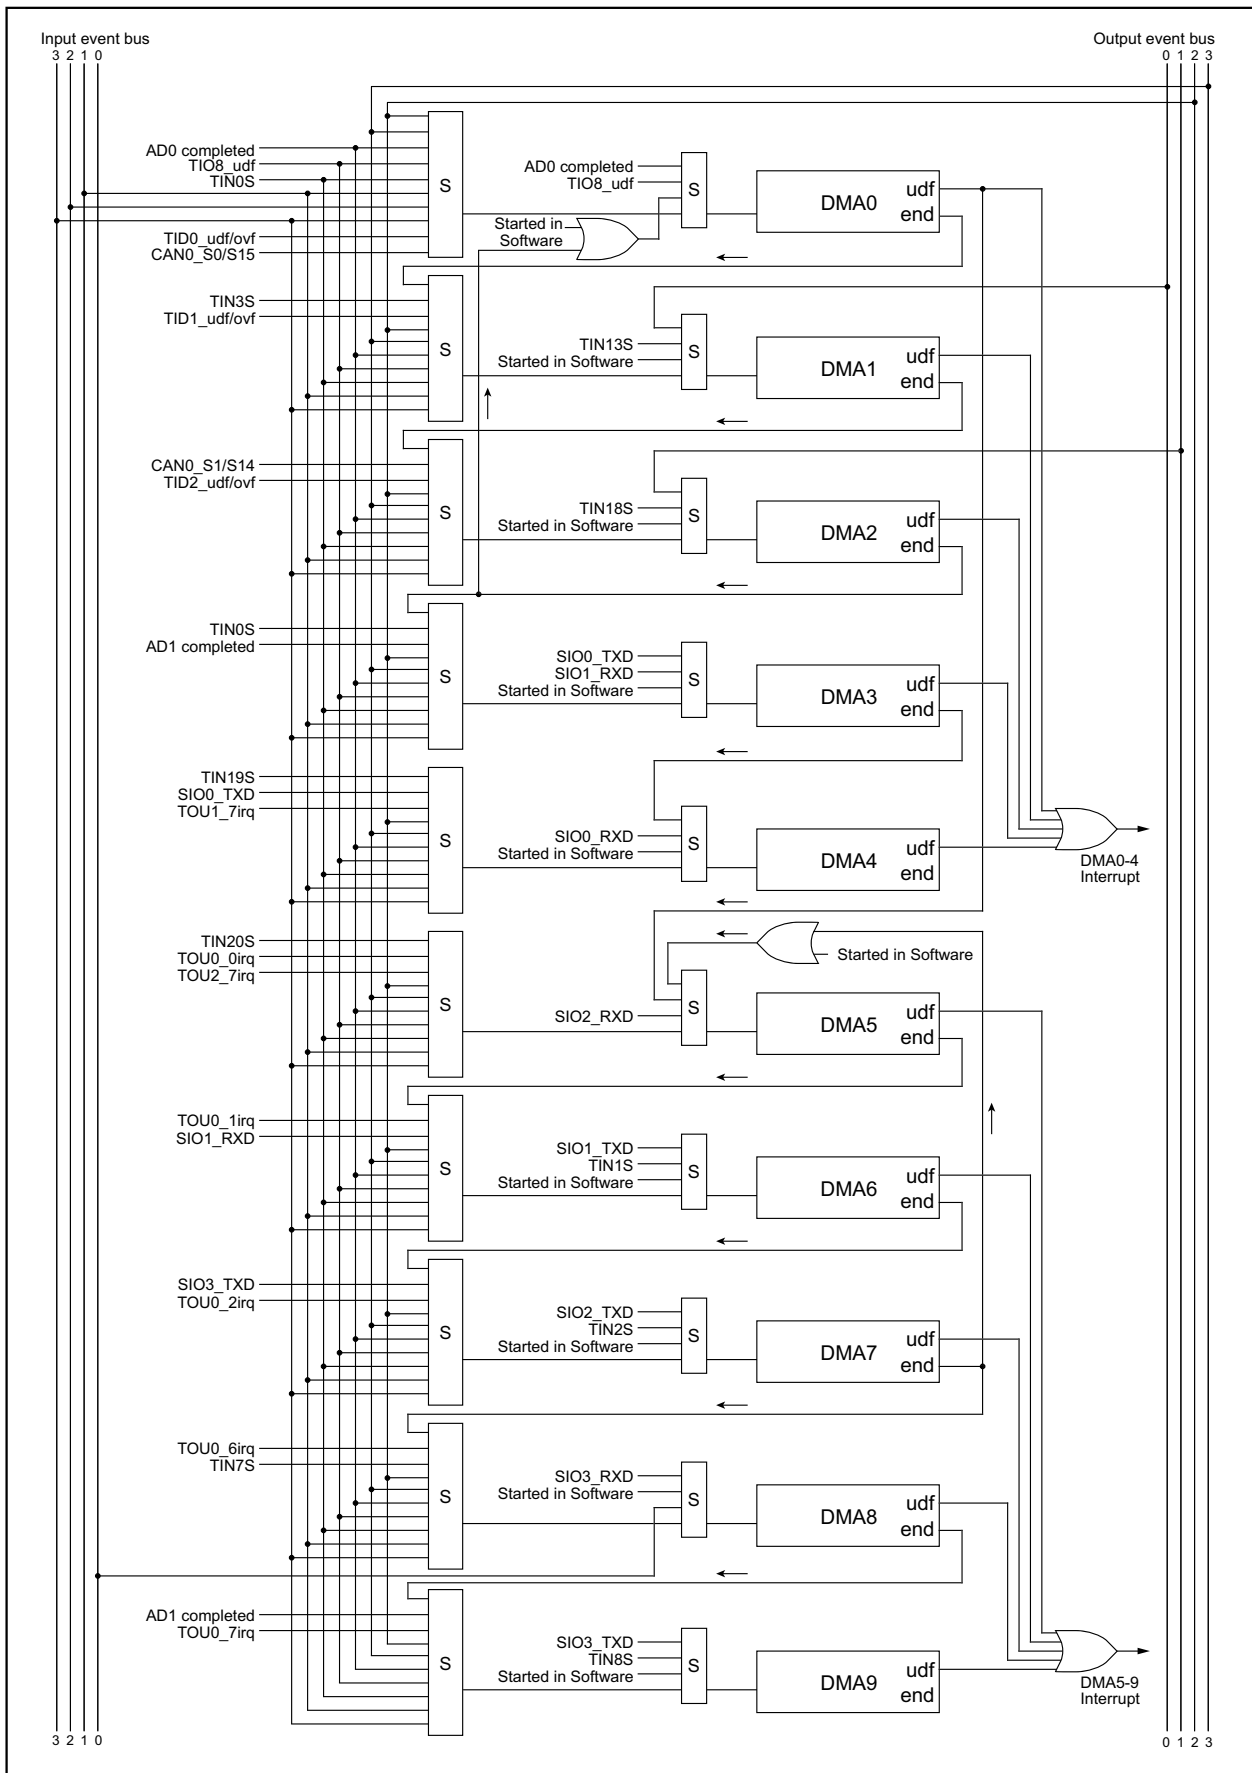 Input event bus
3 2 1 0
Output event bus
0 1 2 3
AD0 completed
TIO8_udf
TIN0S
TID0_udf/ovf
CAN0_S0/S15
S
AD0 completed
TIO8_udf
Started in
Software
S
DMA0
udf
end
TIN3S
TID1_udf/ovf
S
TIN13S
Started in Software
S
DMA1
udf
end
CAN0_S1/S14
TID2_udf/ovf
S
TIN18S
Started in Software
S
DMA2
udf
end
TIN0S
AD1 completed
S
SIO0_TXD
SIO1_RXD
Started in Software
S
DMA3
udf
end
TIN19S
SIO0_TXD
TOU1_7irq
S
SIO0_RXD
Started in Software
S
DMA4
udf
end
DMA0-4
Interrupt
TIN20S
TOU0_0irq
TOU2_7irq
S
Started in Software
SIO2_RXD
S
DMA5
udf
end
TOU0_1irq
SIO1_RXD
S
SIO1_TXD
TIN1S
Started in Software
S
DMA6
udf
end
SIO3_TXD
TOU0_2irq
S
SIO2_TXD
TIN2S
Started in Software
S
DMA7
udf
end
TOU0_6irq
TIN7S
S
SIO3_RXD
Started in Software
S
DMA8
udf
end
AD1 completed
TOU0_7irq
S
SIO3_TXD
TIN8S
Started in Software
S
DMA9
udf
end
DMA5-9
Interrupt
3 2 1 0
0 1 2 3